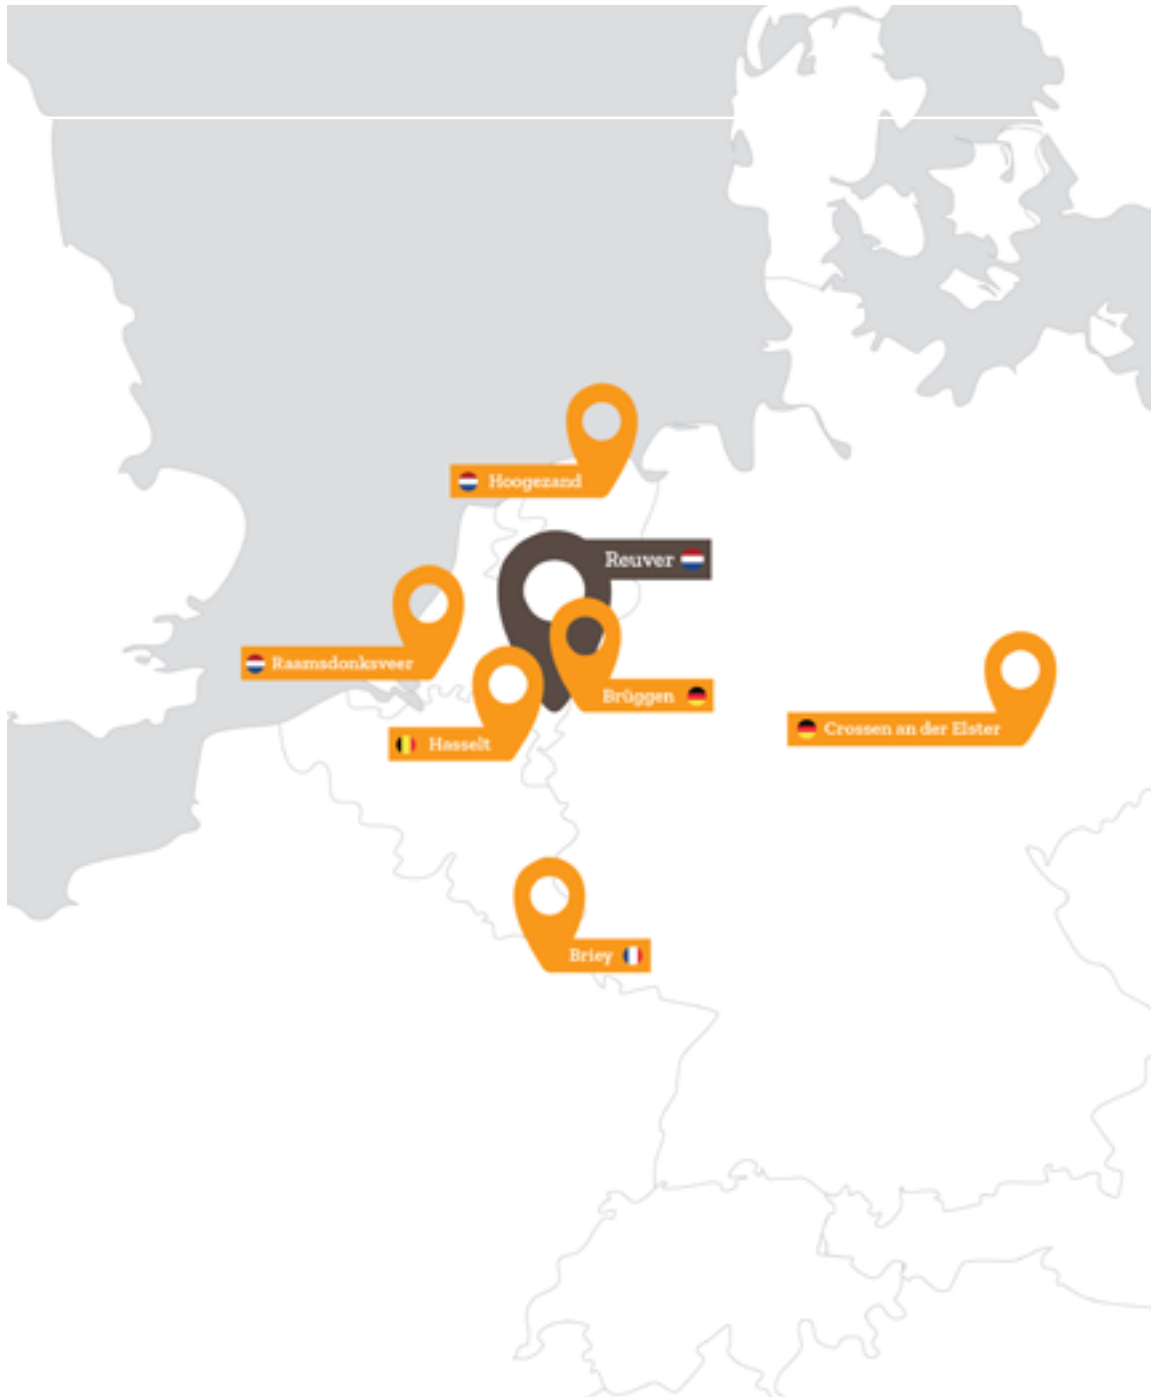 Hoogezand
Reuver
Raamsdonksveer
Brüggen
Hasselt
Crossen an der Elster
Briey